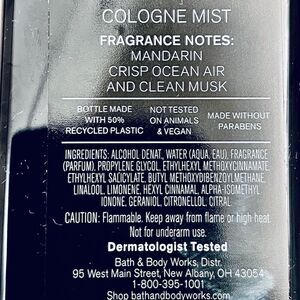 COLOGNE MIST
FRAGRANCE NOTES:
MANDARIN
CRISP OCEAN AIR
AND CLEAN MUSK
BOTTLE MADE
WITH 50%
RECYCLED PLASTIC
NOT TESTED
ON ANIMALS
& VEGAN
MADE WITHOUT
PARABENS
INGREDIENTS: ALCOHOL DENAT., WATER (AQUA, EAU), FRAGRANCE
(PARFUM), PROPYLENE GLYCOL, ETHYLHEXYL METHOXYCINNAMATE,
ETHYLHEXYL SALICYLATE, BUTYL METHOXYDIBENZOYLMETHANE,
LINALOOL, LIMONENE, HEXYL CINNAMAL, ALPHA-ISOMETHYL
IONONE, GERANIOL, CITRONELLOL, CITRAL
CAUTION: Flammable. Keep away from flame or high heat.
Not for underarm use.
Dermatologist Tested
Bath & Body Works, Distr.
95 West Main Street, New Albany, OH 43054
1-800-395-1001
Shop bathandbodyworks.com